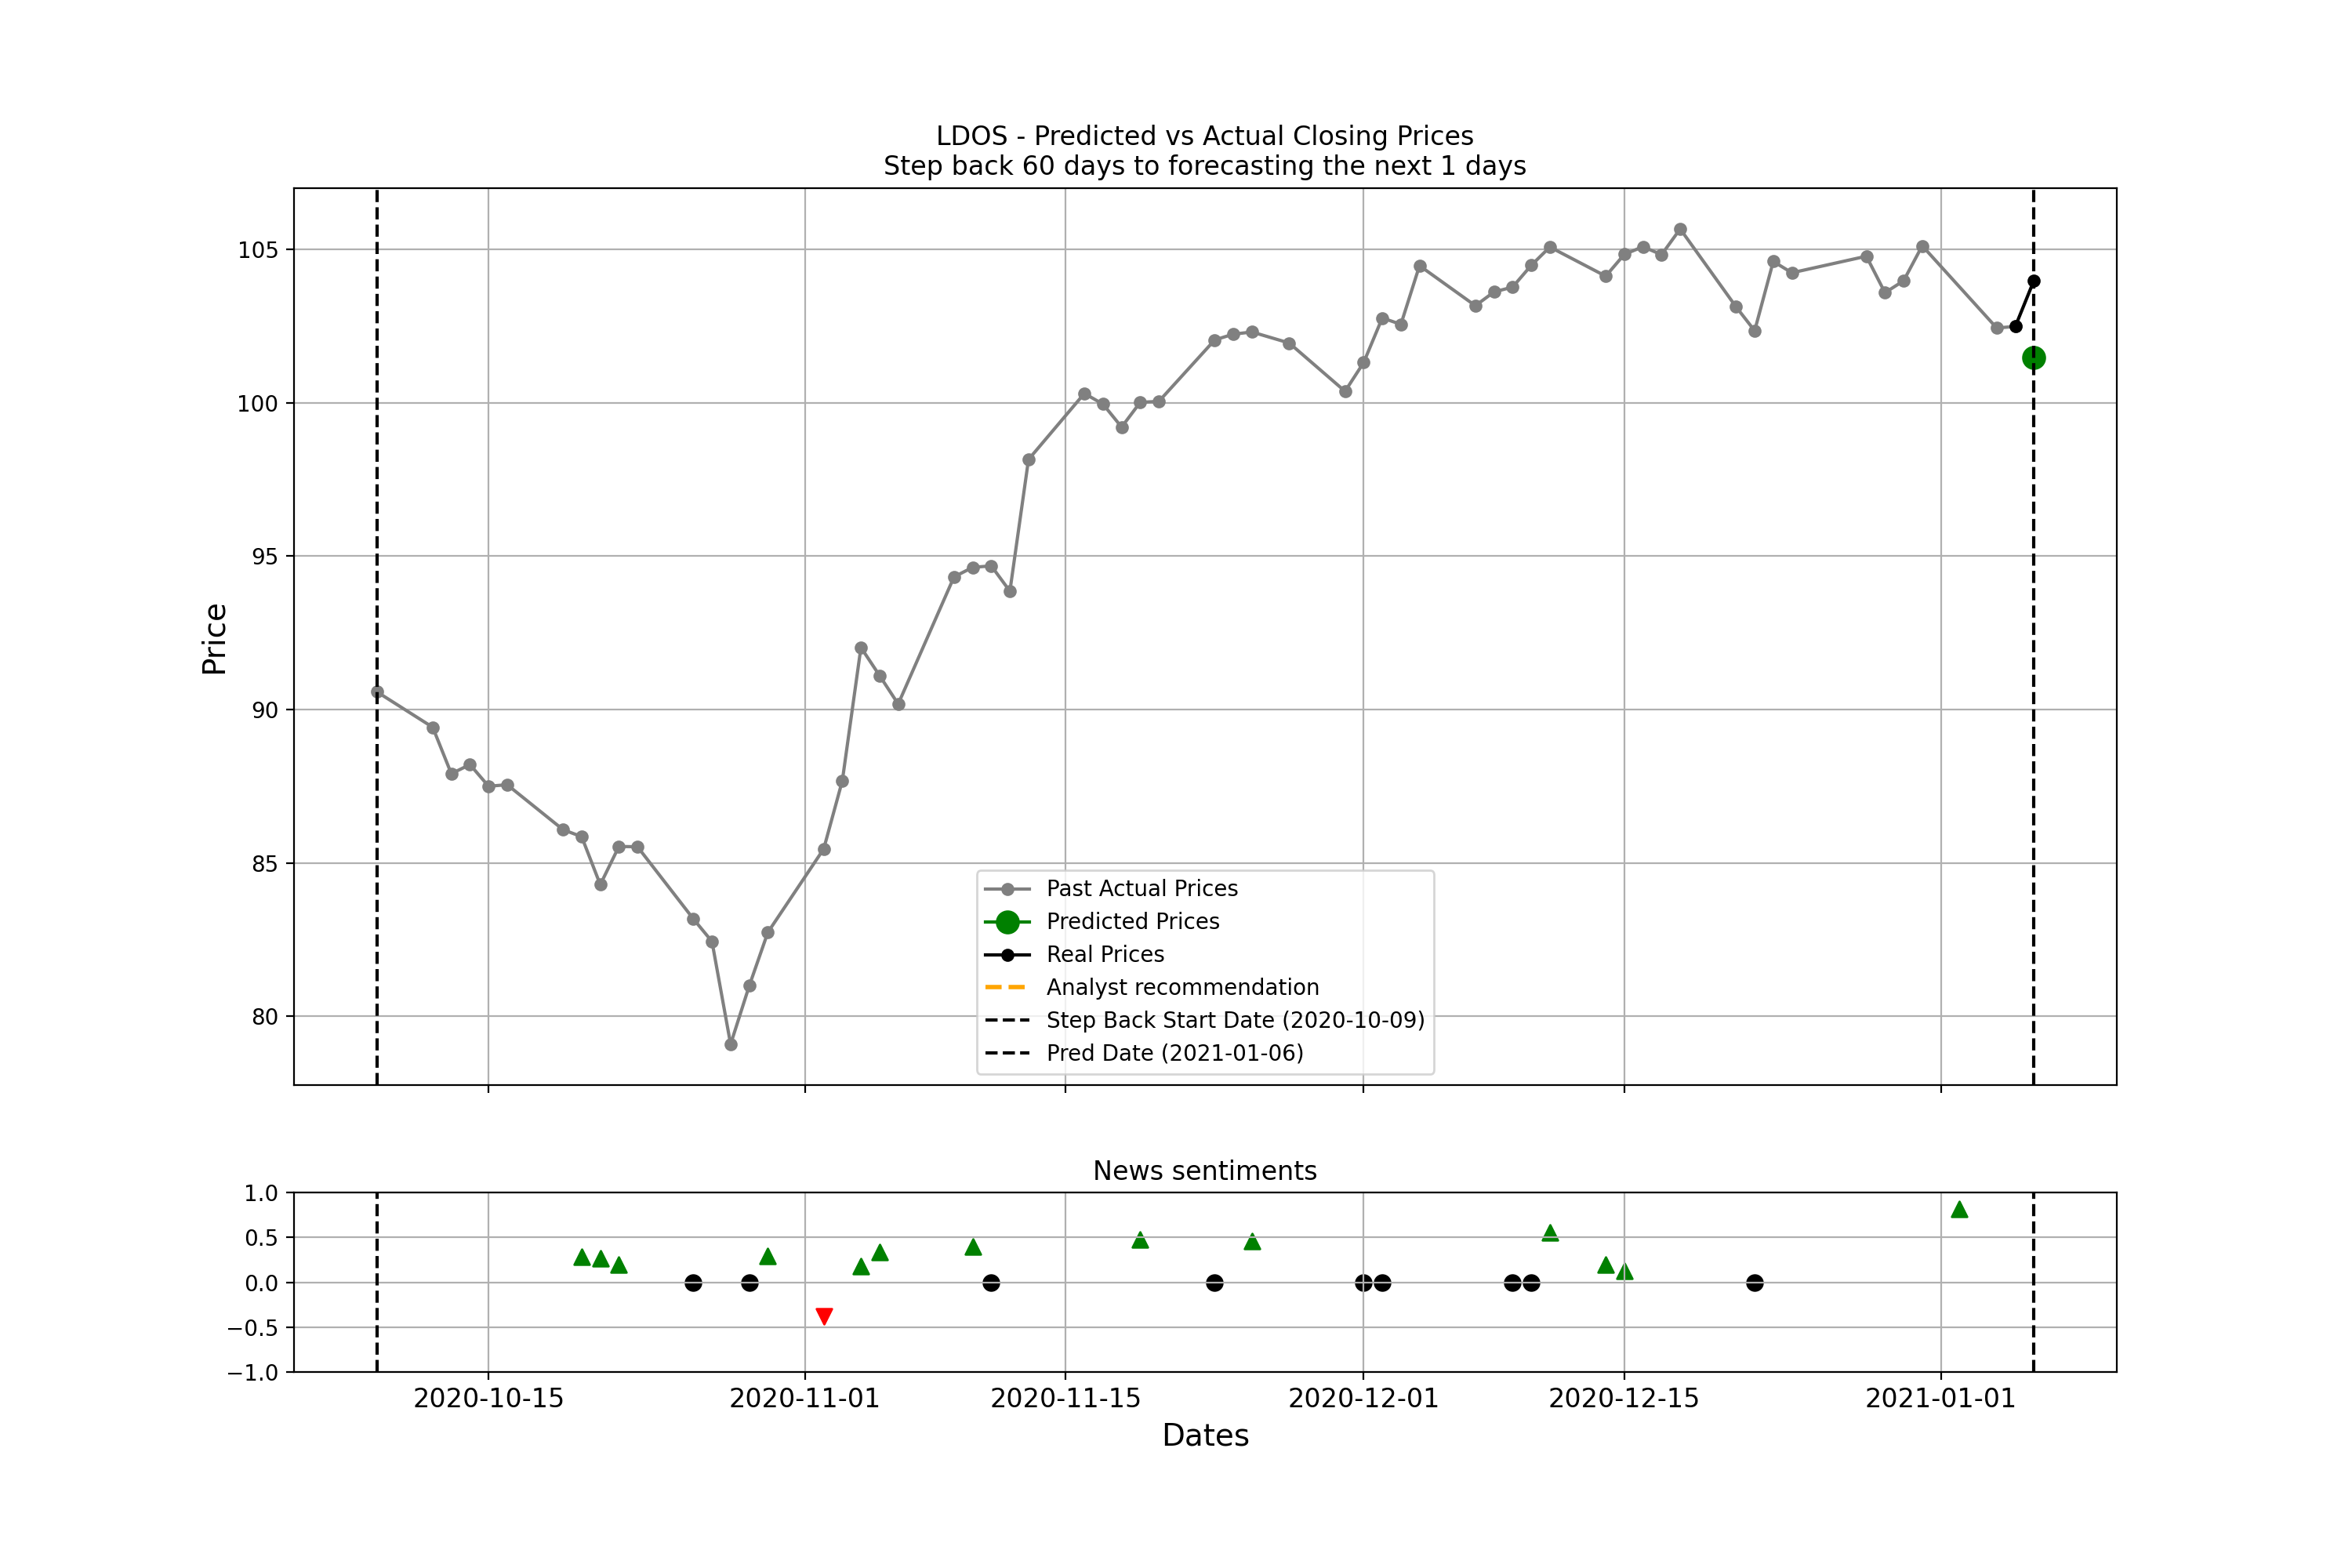 LDOS - Predicted vs Actual Closing Prices
Step back 60 days to forecasting the next 1 days
105
100
95
90
85
80
Price
Past Actual Prices
Predicted Prices
Real Prices
Analyst recommendation
Step Back Start Date (2020-10-09)
Pred Date (2021-01-06)
News sentiments
1.0
0.5
0.0
−0.5
−1.0
2020-10-15 2020-11-01 2020-11-15 2020-12-01 2020-12-15 2021-01-01
Dates